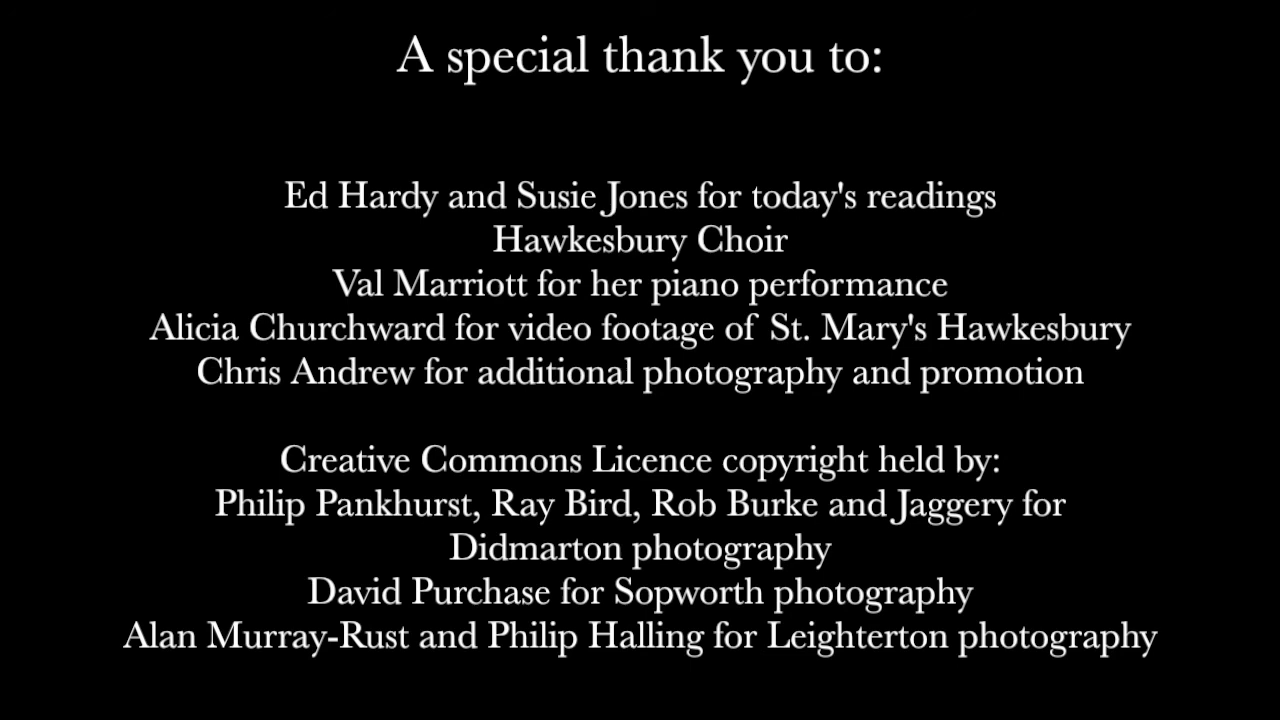 A special thank you to:
Ed Hardy and Susie Jones for today's readings
Hawkesbury Choir
Val Marriott for her piano performance
Alicia Churchward for video footage of St. Mary's Hawkesbury
Chris Andrew for additional photography and promotion
Creative Commons Licence copyright held by:
Philip Pankhurst, Ray Bird, Rob Burke and Jaggery for
Didmarton photography
David Purchase for Sopworth photography
Alan Murray-Rust and Philip Halling for Leighterton photography